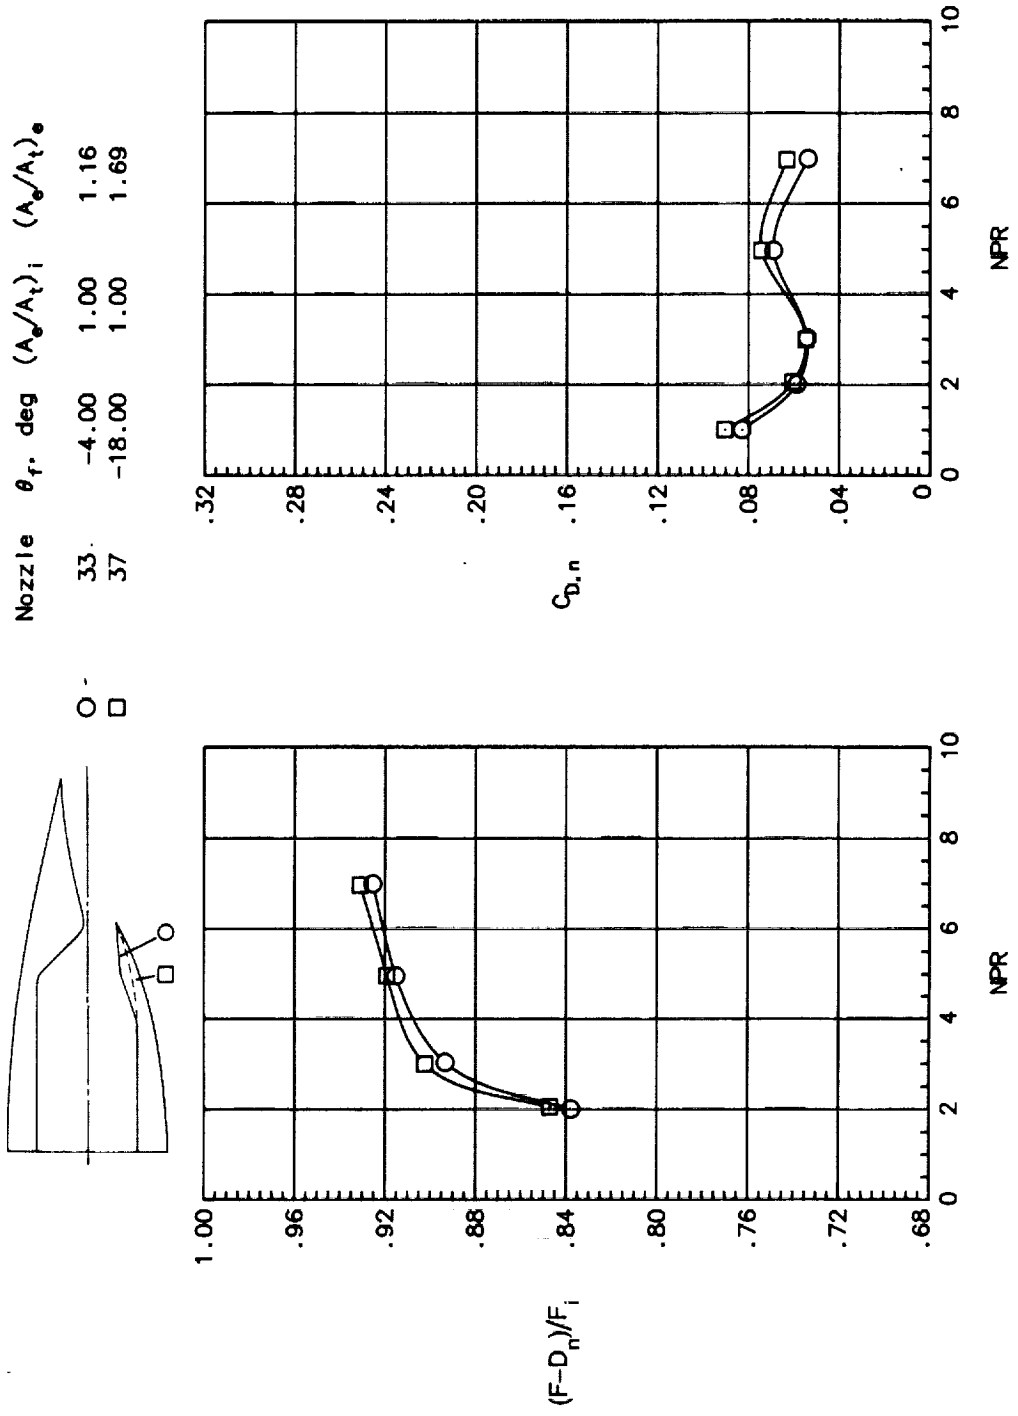 Nozzle θf, deg (Ae/At)i (Ae/At)e
33 -4.00 1.00 1.16
37 -18.00 1.00 1.69
1.00
.96
.92
.88
.84
.80
.76
.72
.68
(F-Dn)/Fi
0 2 4 6 8 10
NPR
.32
.28
.24
.20
.16
.12
.08
.04
0
CD,n
0 2 4 6 8 10
NPR